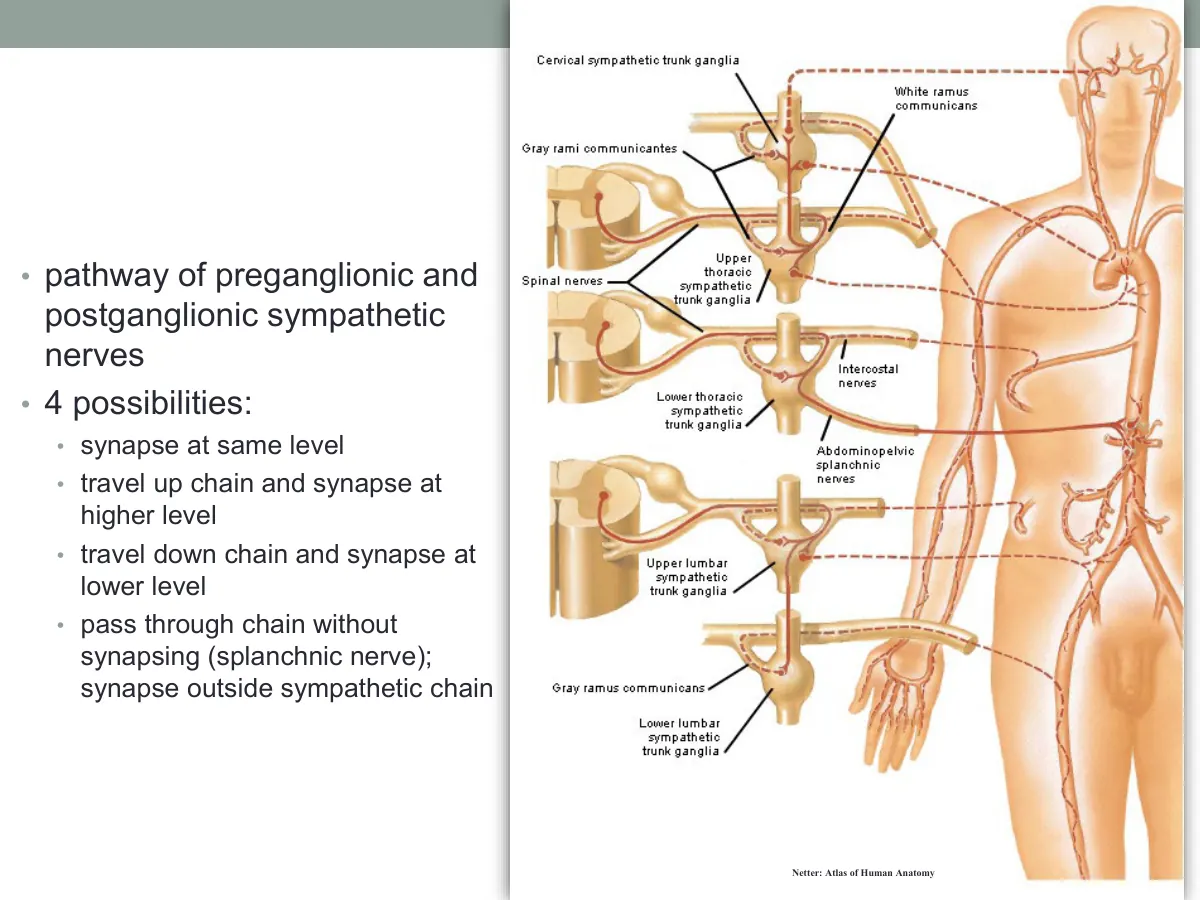 • pathway of preganglionic and
postganglionic sympathetic
nerves
• 4 possibilities:
• synapse at same level
• travel up chain and synapse at
higher level
• travel down chain and synapse at
lower level
• pass through chain without
synapsing (splanchnic nerve);
synapse outside sympathetic chain
Cervical sympathetic trunk ganglia
White ramus
communicans
Gray rami communicantes
Upper
thoracic
sympathetic
trunk ganglia
Spinal nerves
Intercostal
nerves
Lower thoracic
sympathetic
trunk ganglia
Abdominopelvic
splanchnic
nerves
Upper lumbar
sympathetic
trunk ganglia
Gray ramus communicans
Lower lumbar
sympathetic
trunk ganglia
Netter: Atlas of Human Anatomy